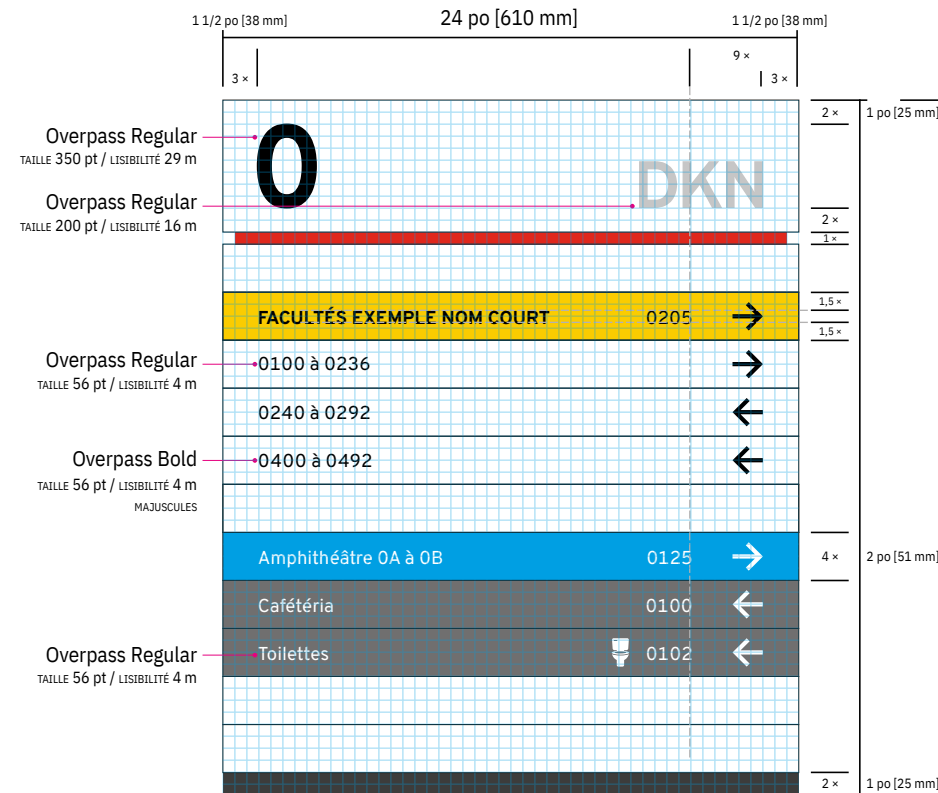 1 1/2 po [38 mm] 24 po [610 mm] 1 1/2 po [38 mm]
9 ×
3 × 3 ×
2 × 1 po [25 mm]
Overpass Regular
TAILLE 350 pt / LISIBILITÉ 29 m
0
DKN
Overpass Regular
TAILLE 200 pt / LISIBILITÉ 16 m
2 ×
1 ×
1,5 ×
FACULTÉS EXEMPLE NOM COURT 0205
1,5 ×
Overpass Regular
TAILLE 56 pt / LISIBILITÉ 4 m
0100 à 0236
0240 à 0292
Overpass Bold
TAILLE 56 pt / LISIBILITÉ 4 m
MAJUSCULES
0400 à 0492
Amphithéâtre 0A à 0B 0125
4 × 2 po [51 mm]
Cafétéria 0100
Overpass Regular
TAILLE 56 pt / LISIBILITÉ 4 m
Toilettes 0102
2 × 1 po [25 mm]